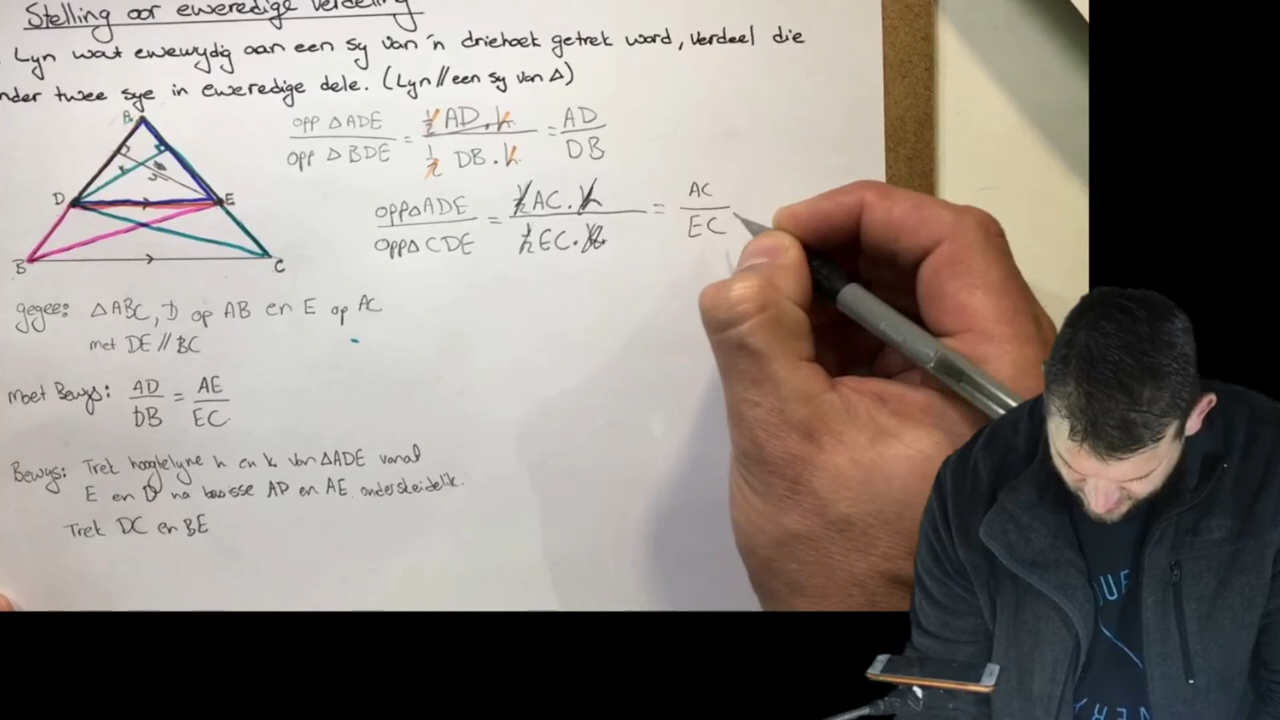 Stelling oor eweredige verdeling
Lyn wat ewewydig aan een sy van 'n driehoek getrek word, verdeel die
nder twee sye in eweredige dele. (Lyn // een sy van Δ)
opp ΔADE / opp ΔBDE = ½ AD . h / ½ DB . h = AD / DB
oppΔADE / oppΔCDE = ½ AC . k / ½ EC . k = AC / EC
A
D E
B C
gegee: ΔABC, D op AB en E op AC
met DE // BC
Moet Bewys: AD / DB = AE / EC
Bewys: Trek hoogtelyne h en k van ΔADE vanaf
E en D na basisse AD en AE onderskeidelik.
Trek DC en BE